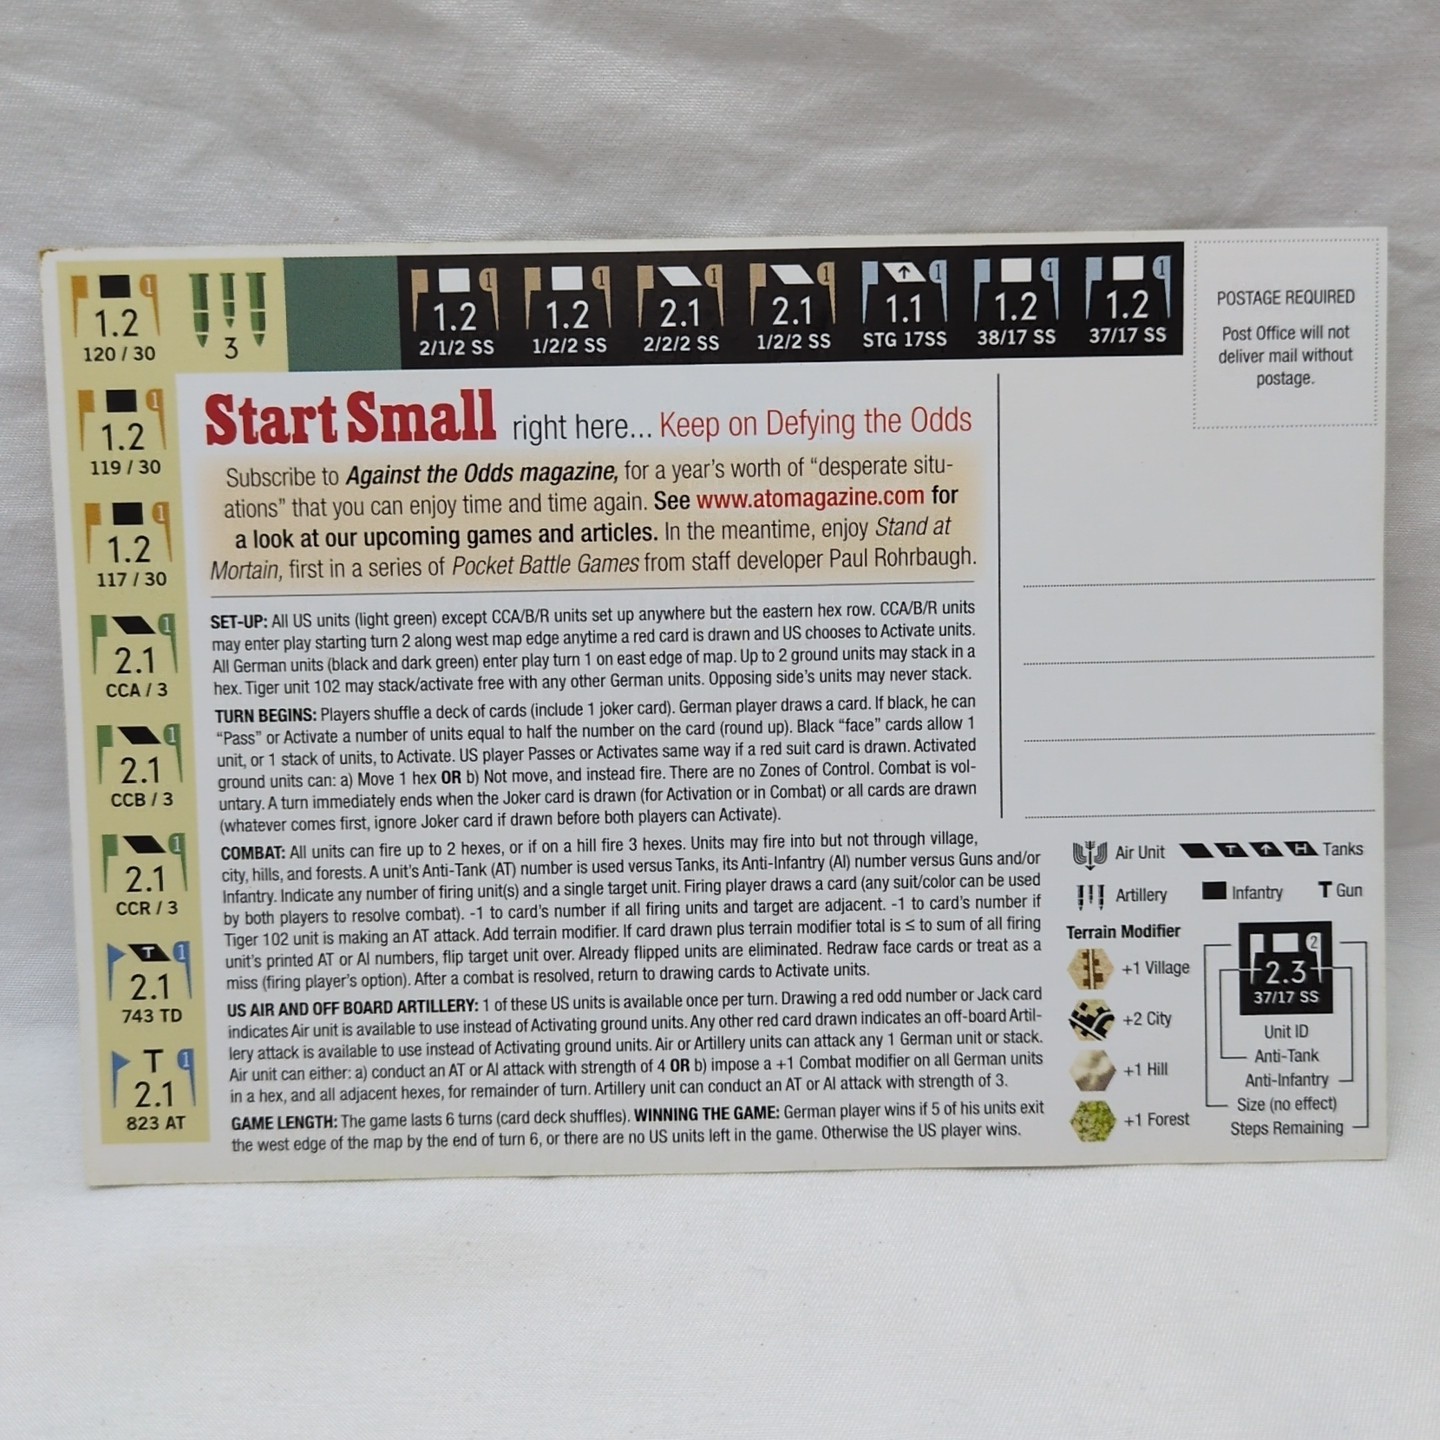 1
1.2
120 / 30
3
1
1.2
2/1/2 SS
1
1.2
1/2/2 SS
1
2.1
2/2/2 SS
1
2.1
1/2/2 SS
1
1.1
STG 17SS
1
1.2
38/17 SS
1
1.2
37/17 SS
POSTAGE REQUIRED
Post Office will not
deliver mail without
postage.
1
1.2
119 / 30
1
1.2
117 / 30
1
2.1
CCA / 3
1
2.1
CCB / 3
1
2.1
CCR / 3
T 1
2.1
743 TD
T 1
2.1
823 AT
Start Small right here... Keep on Defying the Odds
Subscribe to Against the Odds magazine, for a year's worth of "desperate situ-
ations" that you can enjoy time and time again. See www.atomagazine.com for
a look at our upcoming games and articles. In the meantime, enjoy Stand at
Mortain, first in a series of Pocket Battle Games from staff developer Paul Rohrbaugh.
SET-UP: All US units (light green) except CCA/B/R units set up anywhere but the eastern hex row. CCA/B/R units
may enter play starting turn 2 along west map edge anytime a red card is drawn and US chooses to Activate units.
All German units (black and dark green) enter play turn 1 on east edge of map. Up to 2 ground units may stack in a
hex. Tiger unit 102 may stack/activate free with any other German units. Opposing side's units may never stack.
TURN BEGINS: Players shuffle a deck of cards (include 1 joker card). German player draws a card. If black, he can
"Pass" or Activate a number of units equal to half the number on the card (round up). Black "face" cards allow 1
unit, or 1 stack of units, to Activate. US player Passes or Activates same way if a red suit card is drawn. Activated
ground units can: a) Move 1 hex OR b) Not move, and instead fire. There are no Zones of Control. Combat is vol-
untary. A turn immediately ends when the Joker card is drawn (for Activation or in Combat) or all cards are drawn
(whatever comes first, ignore Joker card if drawn before both players can Activate).
COMBAT: All units can fire up to 2 hexes, or if on a hill fire 3 hexes. Units may fire into but not through village,
city, hills, and forests. A unit's Anti-Tank (AT) number is used versus Tanks, its Anti-Infantry (AI) number versus Guns and/or
Infantry. Indicate any number of firing unit(s) and a single target unit. Firing player draws a card (any suit/color can be used
by both players to resolve combat). -1 to card's number if all firing units and target are adjacent. -1 to card's number if
Tiger 102 unit is making an AT attack. Add terrain modifier. If card drawn plus terrain modifier total is ≤ to sum of all firing
unit's printed AT or AI numbers, flip target unit over. Already flipped units are eliminated. Redraw face cards or treat as a
miss (firing player's option). After a combat is resolved, return to drawing cards to Activate units.
US AIR AND OFF BOARD ARTILLERY: 1 of these US units is available once per turn. Drawing a red odd number or Jack card
indicates Air unit is available to use instead of Activating ground units. Any other red card drawn indicates an off-board Artil-
lery attack is available to use instead of Activating ground units. Air or Artillery units can attack any 1 German unit or stack.
Air unit can either: a) conduct an AT or AI attack with strength of 4 OR b) impose a +1 Combat modifier on all German units
in a hex, and all adjacent hexes, for remainder of turn. Artillery unit can conduct an AT or AI attack with strength of 3.
GAME LENGTH: The game lasts 6 turns (card deck shuffles). WINNING THE GAME: German player wins if 5 of his units exit
the west edge of the map by the end of turn 6, or there are no US units left in the game. Otherwise the US player wins.
Air Unit T H Tanks
Artillery Infantry T Gun
Terrain Modifier
+1 Village
+2 City
+1 Hill
+1 Forest
2
2.3
37/17 SS
Unit ID
Anti-Tank
Anti-Infantry
Size (no effect)
Steps Remaining